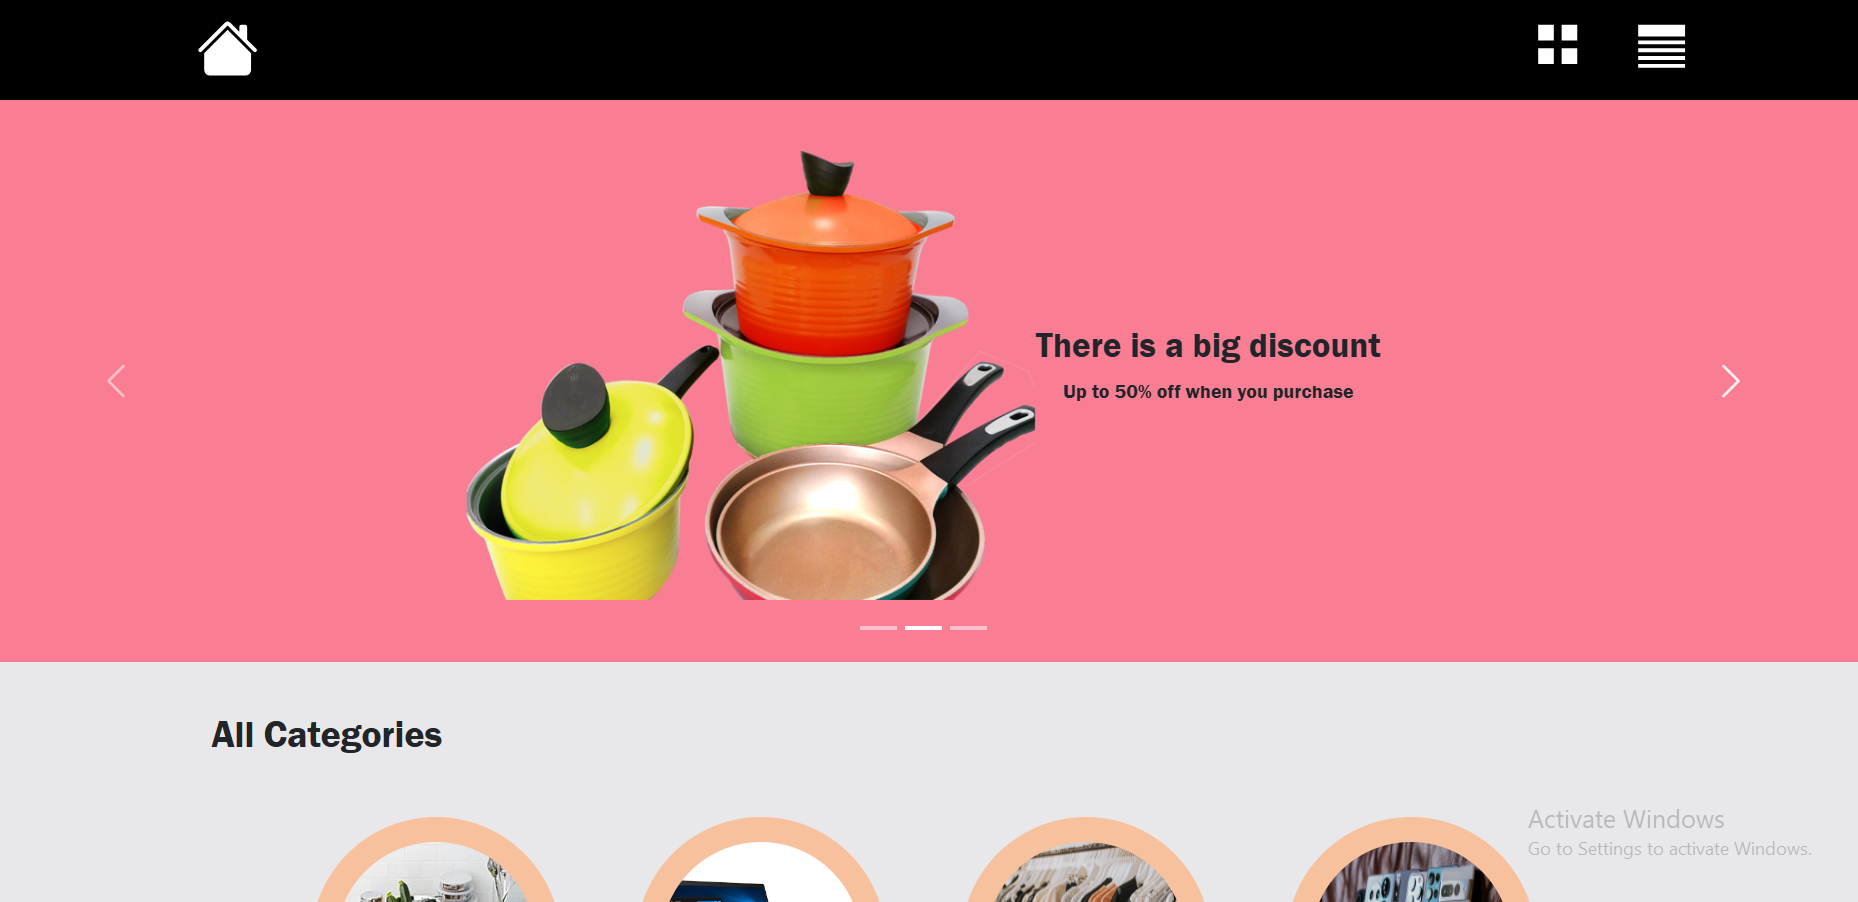 There is a big discount
Up to 50% off when you purchase
All Categories
Activate Windows
Go to Settings to activate Windows.